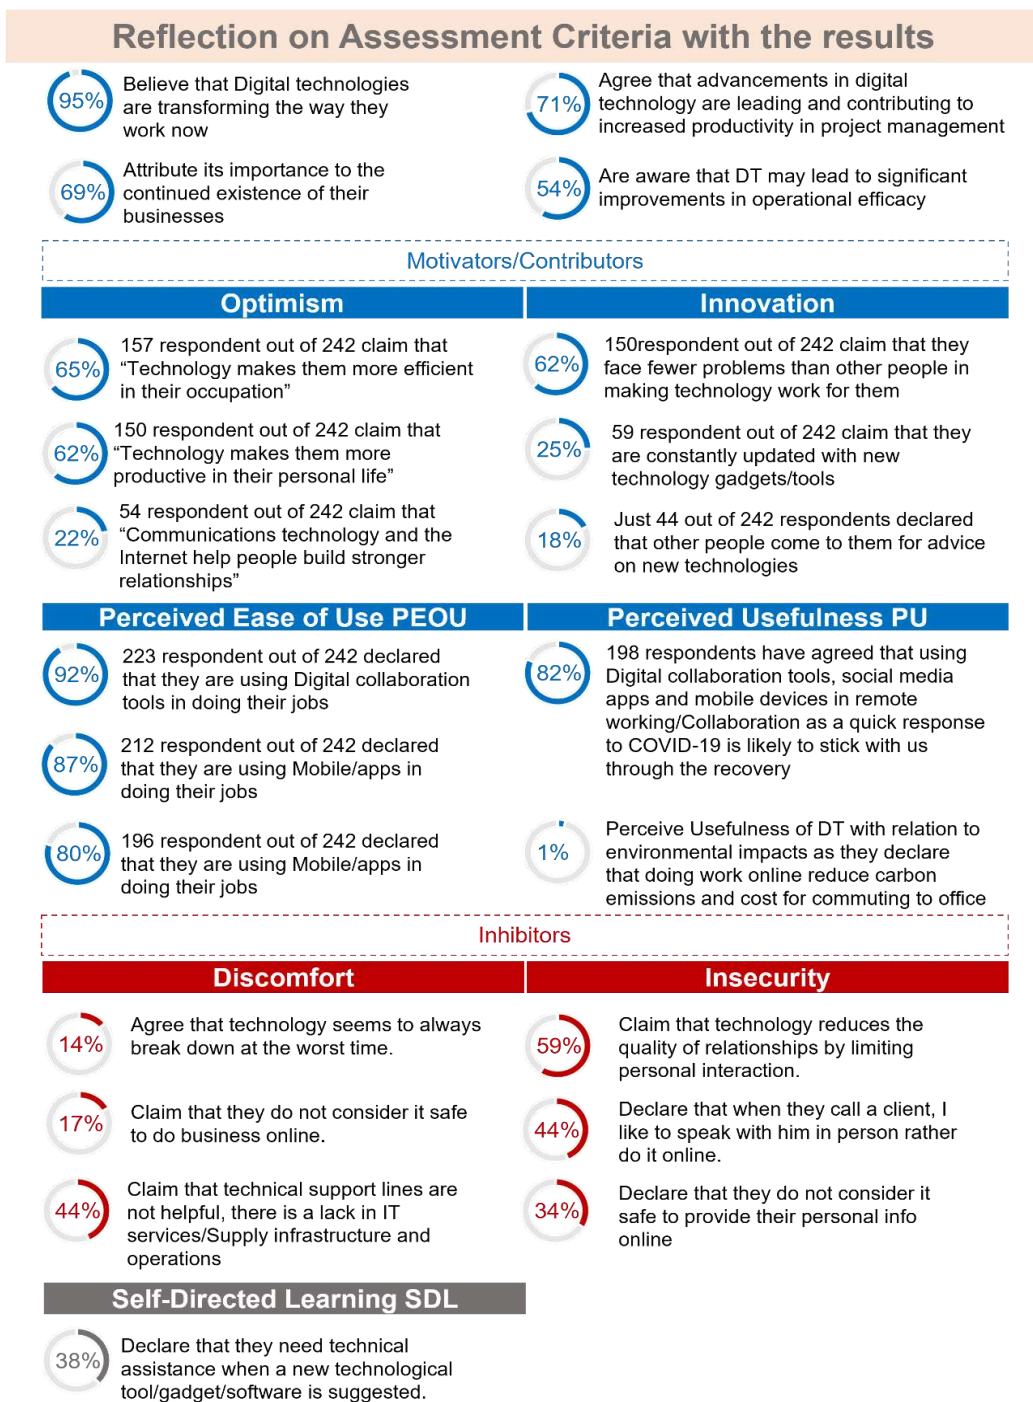 Reflection on Assessment Criteria with the results
95%
Believe that Digital technologies
are transforming the way they
work now
71%
Agree that advancements in digital
technology are leading and contributing to
increased productivity in project management
69%
Attribute its importance to the
continued existence of their
businesses
54%
Are aware that DT may lead to significant
improvements in operational efficacy
Motivators/Contributors
Optimism
65%
157 respondent out of 242 claim that
“Technology makes them more efficient
in their occupation”
62%
150 respondent out of 242 claim that
“Technology makes them more
productive in their personal life”
22%
54 respondent out of 242 claim that
“Communications technology and the
Internet help people build stronger
relationships”
Innovation
62%
150respondent out of 242 claim that they
face fewer problems than other people in
making technology work for them
25%
59 respondent out of 242 claim that they
are constantly updated with new
technology gadgets/tools
18%
Just 44 out of 242 respondents declared
that other people come to them for advice
on new technologies
Perceived Ease of Use PEOU
92%
223 respondent out of 242 declared
that they are using Digital collaboration
tools in doing their jobs
87%
212 respondent out of 242 declared
that they are using Mobile/apps in
doing their jobs
80%
196 respondent out of 242 declared
that they are using Mobile/apps in
doing their jobs
Perceived Usefulness PU
82%
198 respondents have agreed that using
Digital collaboration tools, social media
apps and mobile devices in remote
working/Collaboration as a quick response
to COVID-19 is likely to stick with us
through the recovery
1%
Perceive Usefulness of DT with relation to
environmental impacts as they declare
that doing work online reduce carbon
emissions and cost for commuting to office
Inhibitors
Discomfort
14%
Agree that technology seems to always
break down at the worst time.
17%
Claim that they do not consider it safe
to do business online.
44%
Claim that technical support lines are
not helpful, there is a lack in IT
services/Supply infrastructure and
operations
Insecurity
59%
Claim that technology reduces the
quality of relationships by limiting
personal interaction.
44%
Declare that when they call a client, I
like to speak with him in person rather
do it online.
34%
Declare that they do not consider it
safe to provide their personal info
online
Self-Directed Learning SDL
38%
Declare that they need technical
assistance when a new technological
tool/gadget/software is suggested.